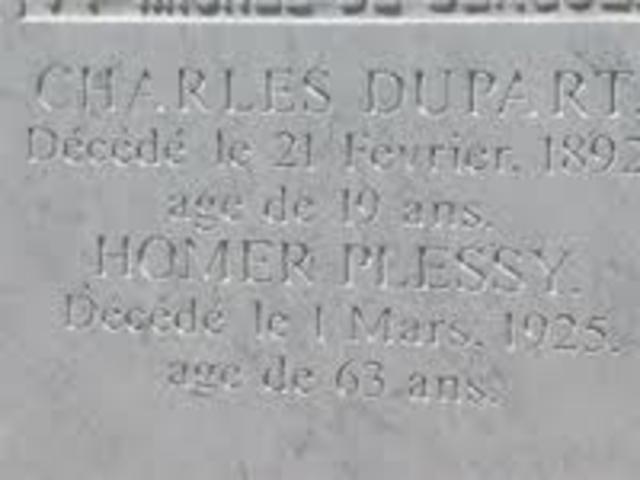 CHARLES DUPART
Décédé le 21 Fevrier, 1892
age de 19 ans.
HOMER PLESSY.
Décédé le 1 Mars, 1925,
age de 63 ans.